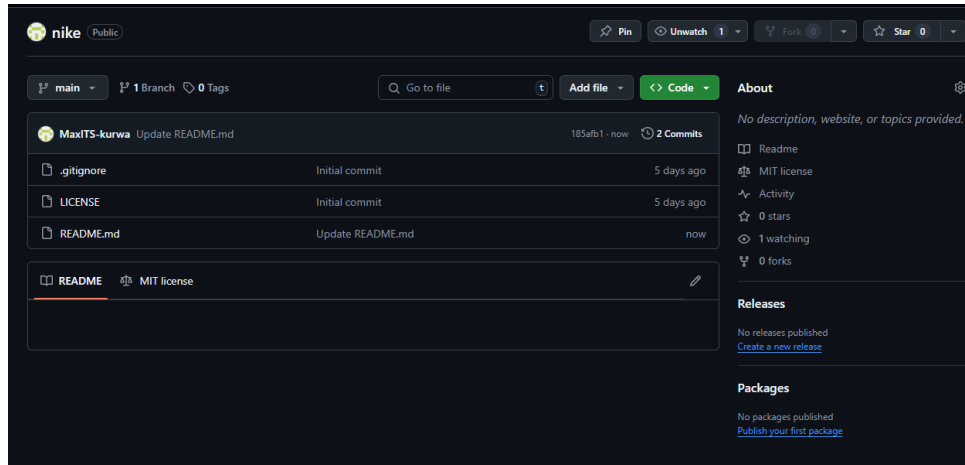 nike Public
Pin
Unwatch 1
Fork 0
Star 0
main
1 Branch
0 Tags
Go to file
t
Add file
Code
MaxITS-kurwa Update README.md
185afb1 · now
2 Commits
.gitignore Initial commit 5 days ago
LICENSE Initial commit 5 days ago
README.md Update README.md now
README
MIT license
About
No description, website, or topics provided.
Readme
MIT license
Activity
0 stars
1 watching
0 forks
Releases
No releases published
Create a new release
Packages
No packages published
Publish your first package